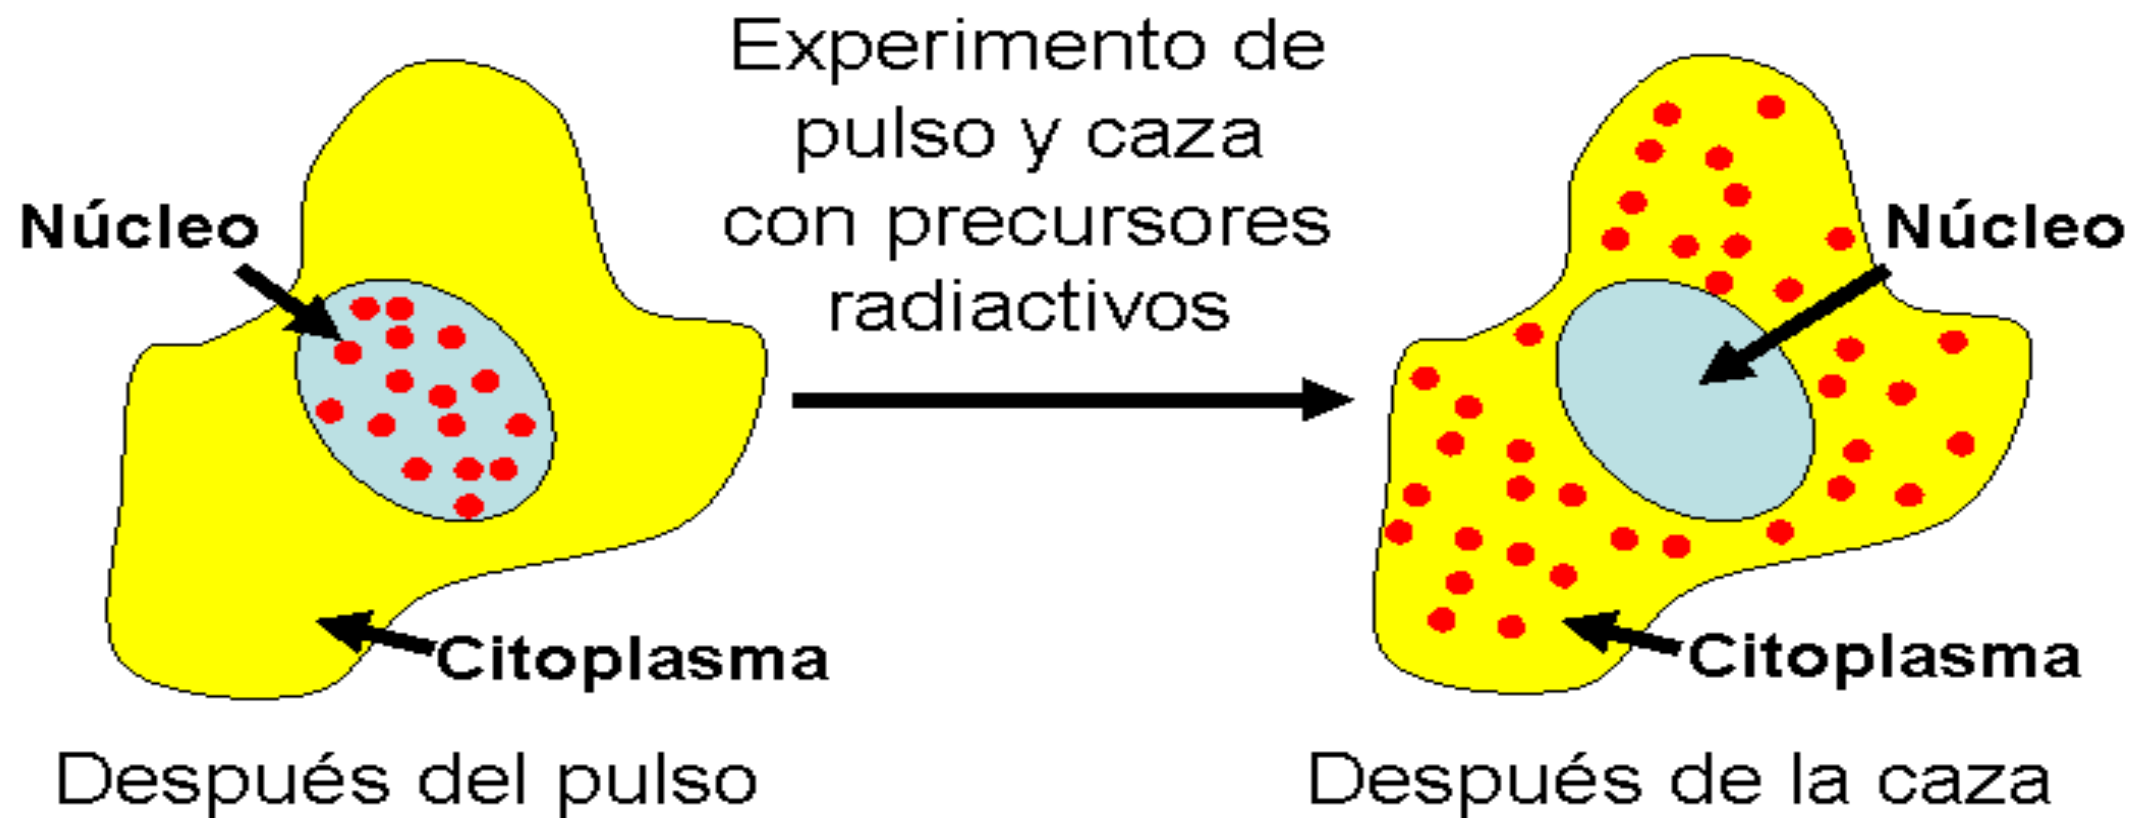 Experimento de
pulso y caza
con precursores
radiactivos
Núcleo
Núcleo
Citoplasma
Citoplasma
Después del pulso
Después de la caza